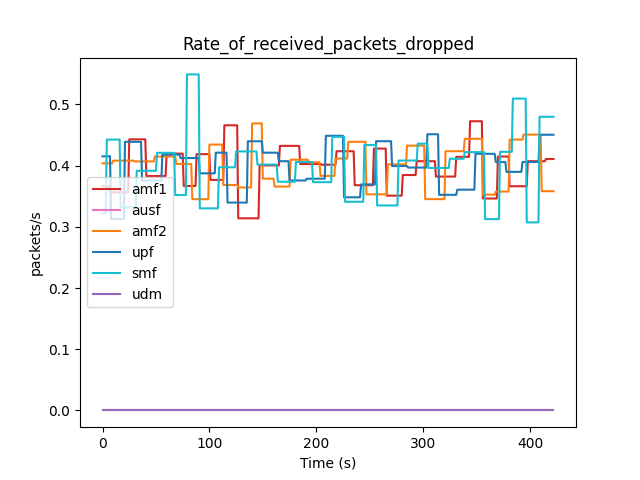 Rate_of_received_packets_dropped
packets/s
0.5
0.4
0.3
0.2
0.1
0.0
amf1
ausf
amf2
upf
smf
udm
0
100
200
300
400
Time (s)